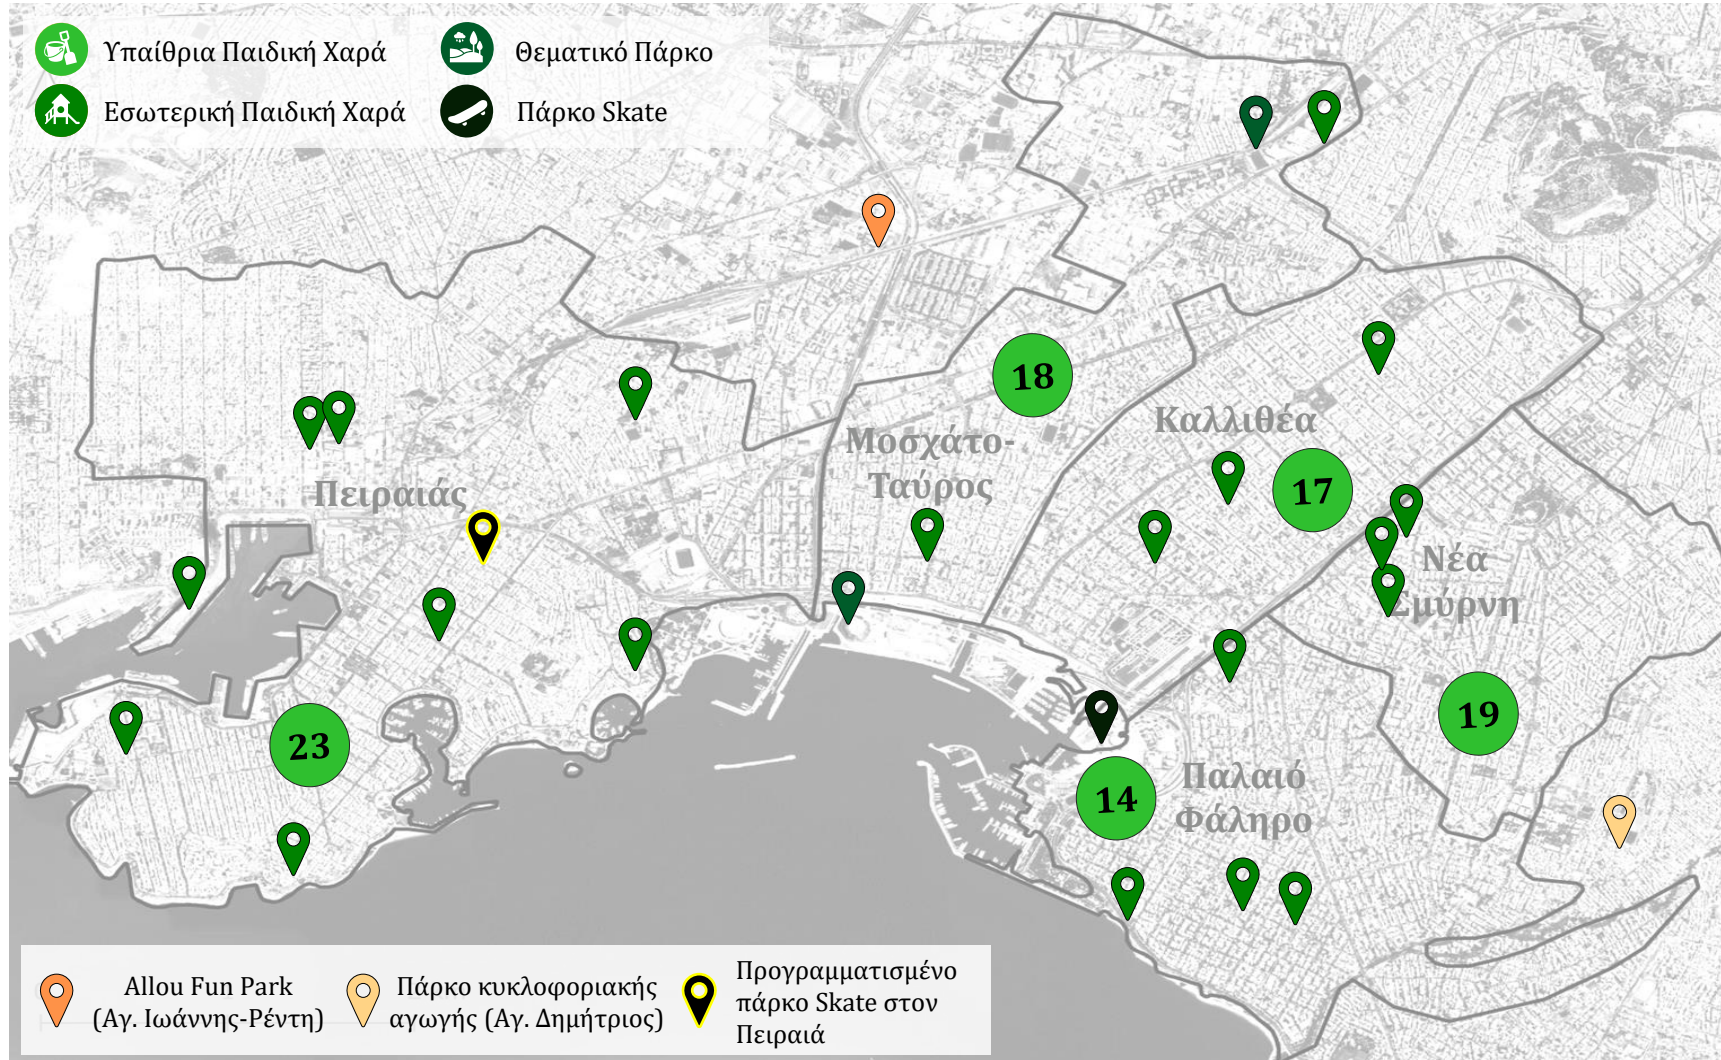 Υπαίθρια Παιδική Χαρά
Εσωτερική Παιδική Χαρά
Θεματικό Πάρκο
Πάρκο Skate
18
Καλλιθέα
Μοσχάτο-
Ταύρος
17
Πειραιάς
Νέα
Σμύρνη
19
23
14
Παλαιό
Φάληρο
Allou Fun Park
(Αγ. Ιωάννης-Ρέντη)
Πάρκο κυκλοφοριακής
αγωγής (Αγ. Δημήτριος)
Προγραμματισμένο
πάρκο Skate στον
Πειραιά